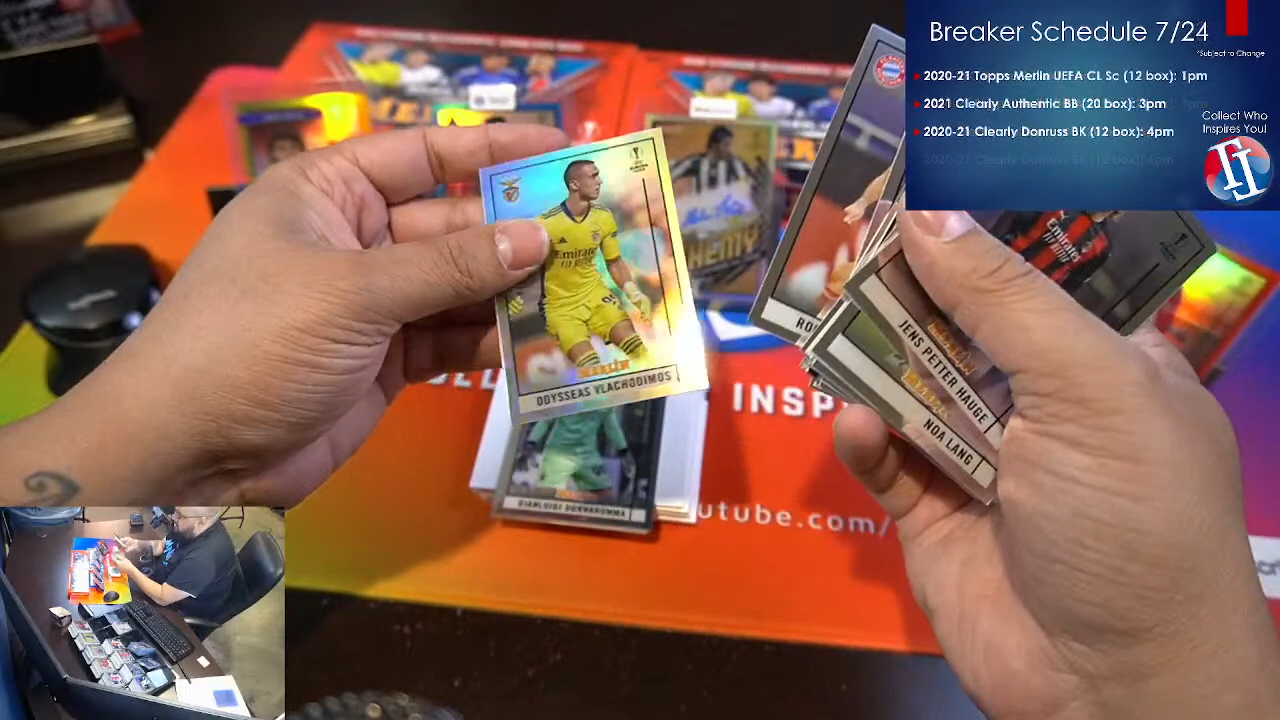 Breaker Schedule 7/24
*Subject to Change
2020-21 Topps Merlin UEFA CL Sc (12 box): 1pm
2021 Clearly Authentic BB (20 box): 3pm
2020-21 Clearly Donruss BK (12 box): 4pm
Collect Who
Inspires You!
Emirates
MERLIN
ODYSSEAS VLACHODIMOS
GIANLUIGI DONNARUMMA
JENS PETTER HAUGE
NOA LANG
Emirates
INSP
utube.com/